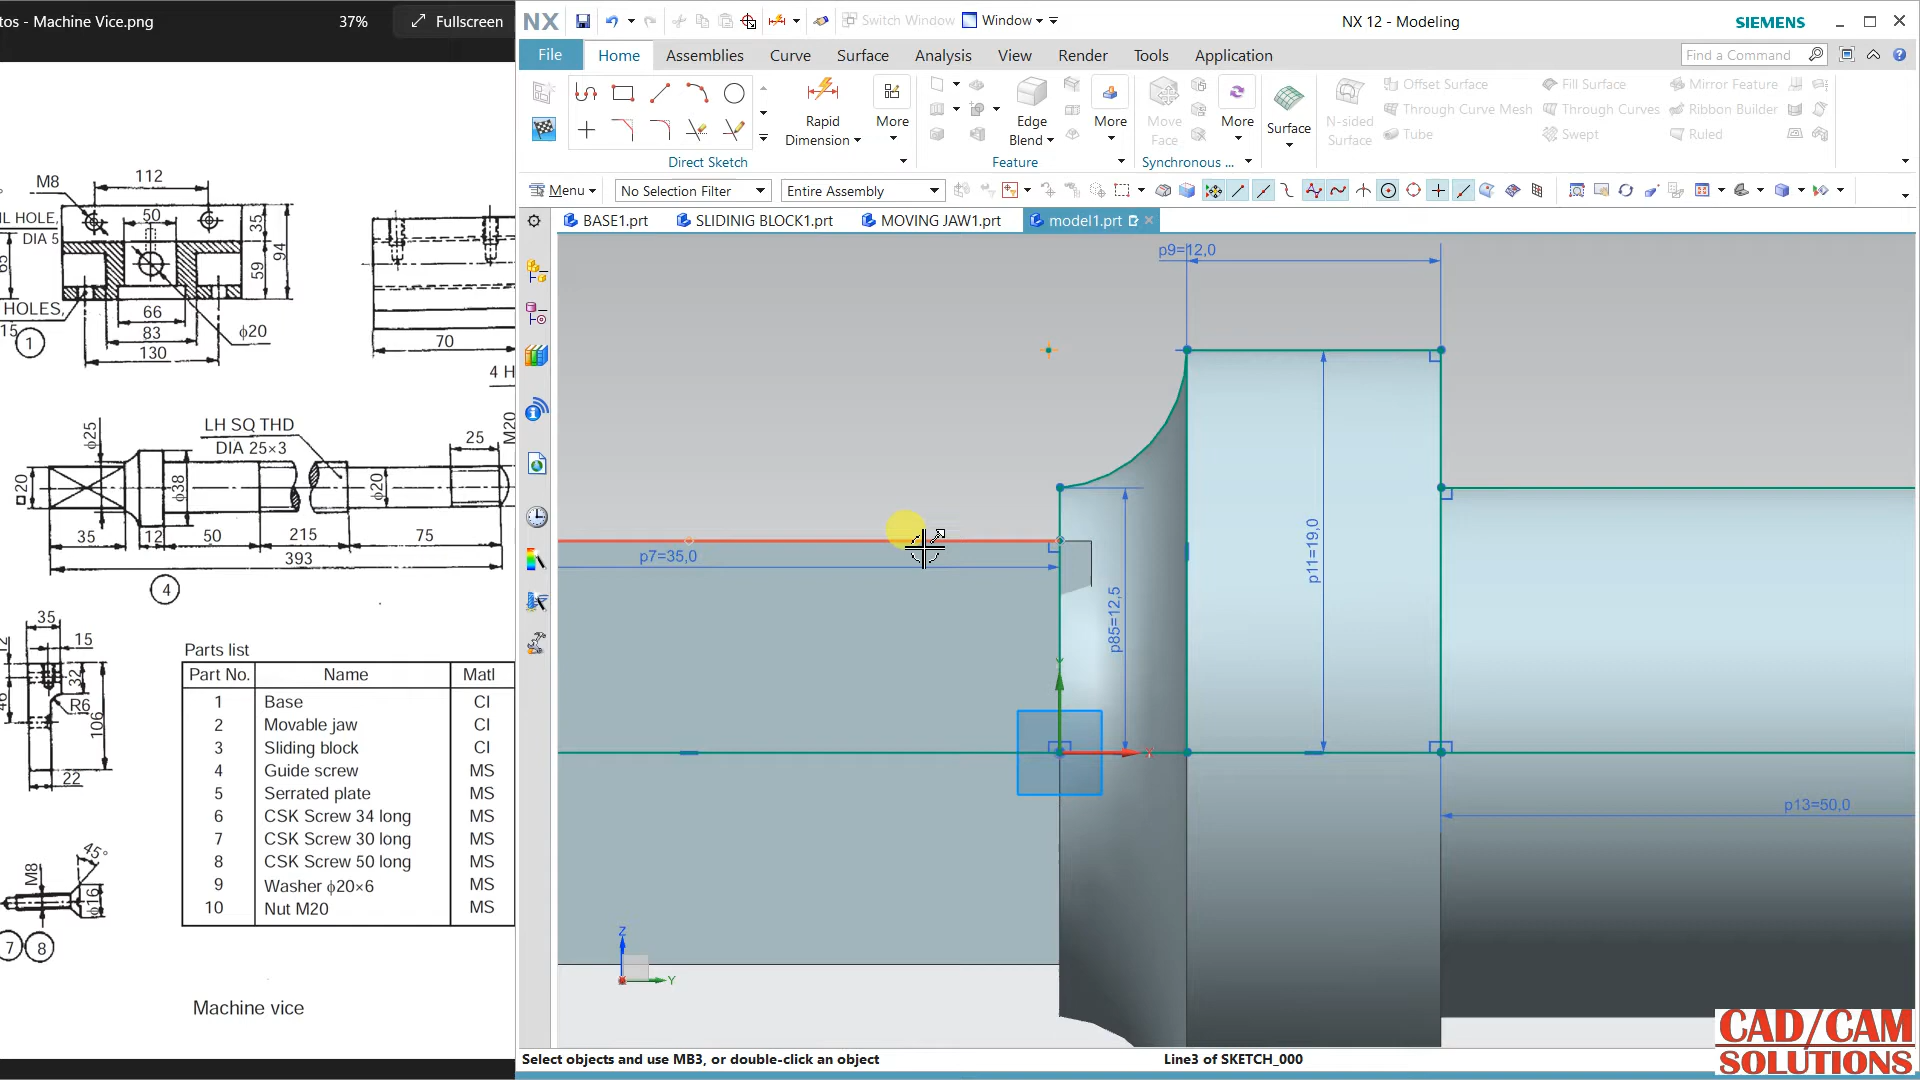 tos - Machine Vice.png
37%
Fullscreen
NX
Switch Window
Window
NX 12 - Modeling
SIEMENS
File
Home
Assemblies
Curve
Surface
Analysis
View
Render
Tools
Application
Find a Command
Rapid
Dimension
More
Edge
Blend
More
Move
Face
More
Surface
N-sided
Surface
Offset Surface
Through Curve Mesh
Tube
Fill Surface
Through Curves
Swept
Mirror Feature
Ribbon Builder
Ruled
Direct Sketch
Feature
Synchronous ...
Menu
No Selection Filter
Entire Assembly
BASE1.prt
SLIDINIG BLOCK1.prt
MOVING JAW1.prt
model1.prt
p9=12,0
p7=35,0
p85=12,5
p11=19,0
p13=50,0
Y
Z
Y
M8
112
IL HOLE,
DIA 5
50
35
94
59
65
HOLES,
15
66
83
130
ϕ20
1
70
4 H
LH SQ THD
DIA 25×3
ϕ25
25
M20
20
ϕ38
ϕ20
35
12
50
215
75
393
4
35
15
32
R6
46
106
22
M8
45°
ϕ16
7
8
Parts list
Part No. Name Matl
1 Base CI
2 Movable jaw CI
3 Sliding block CI
4 Guide screw MS
5 Serrated plate MS
6 CSK Screw 34 long MS
7 CSK Screw 30 long MS
8 CSK Screw 50 long MS
9 Washer ϕ20×6 MS
10 Nut M20 MS
Machine vice
Select objects and use MB3, or double-click an object
Line3 of SKETCH_000
CAD/CAM
SOLUTIONS